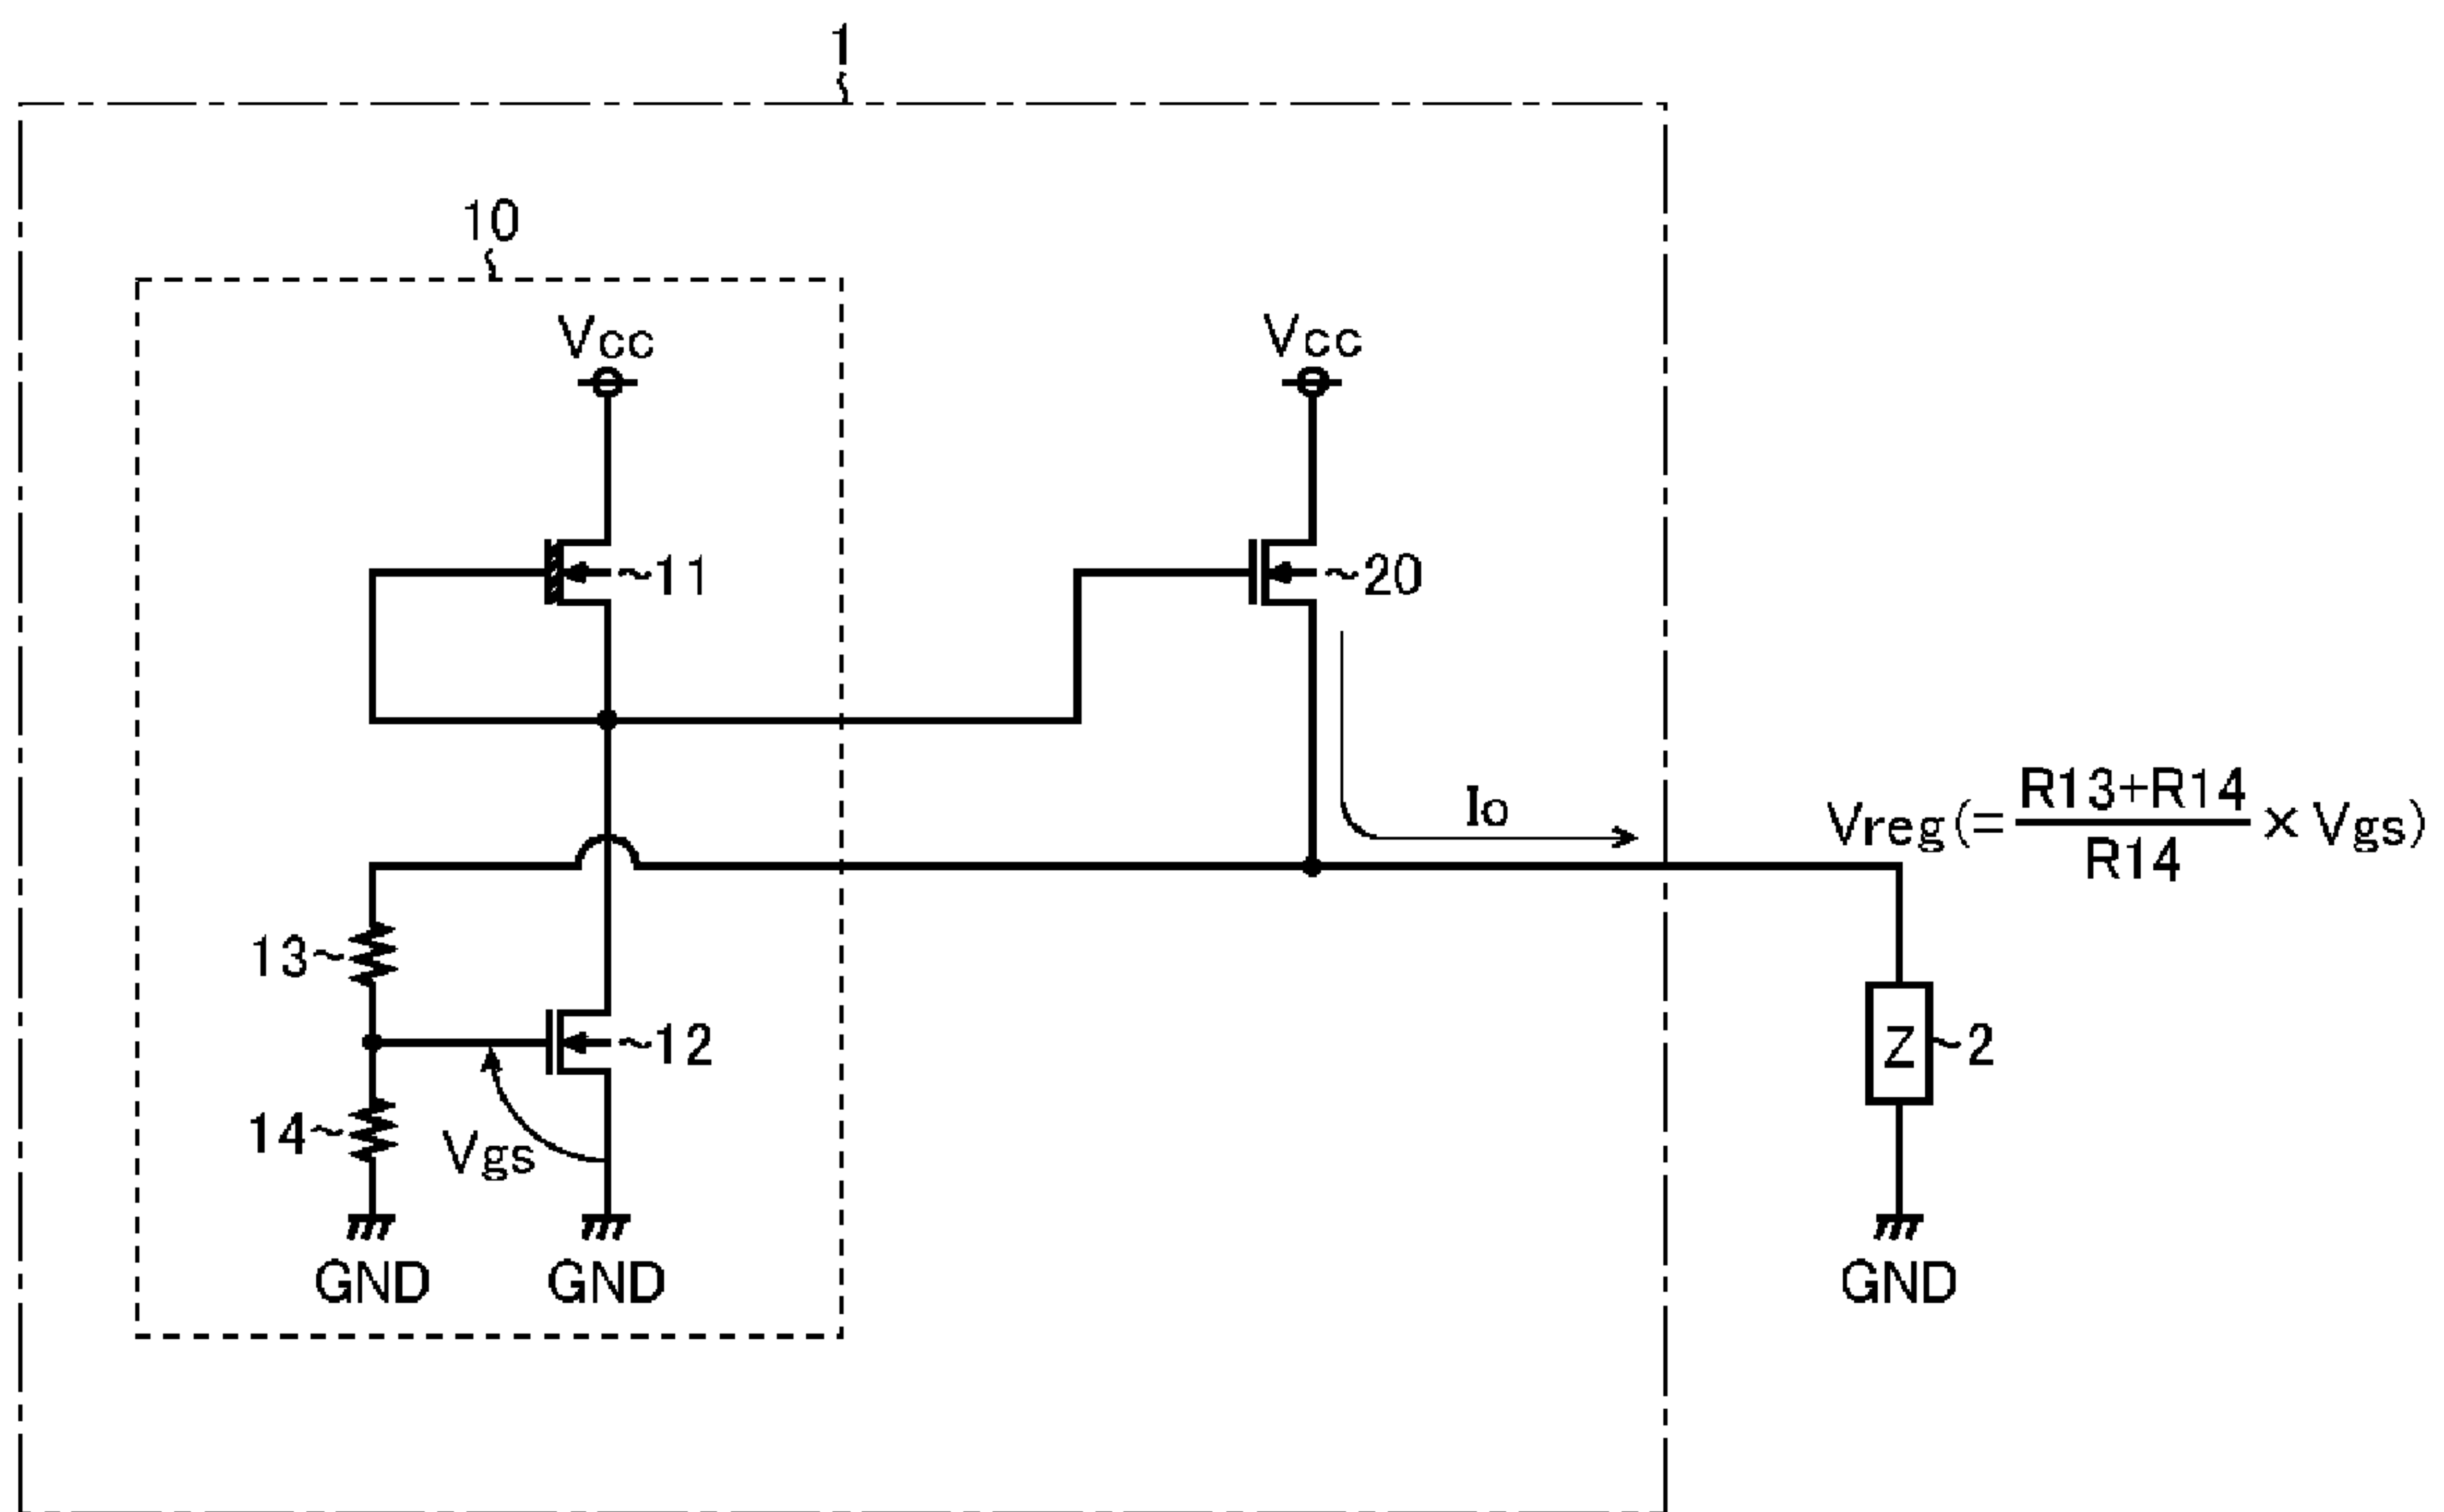 1
10
Vcc
Vcc
~11
~20
Io
Vreg(= R13+R14 / R14 × Vgs)
13~
~12
Z
~2
14~
Vgs
GND
GND
GND